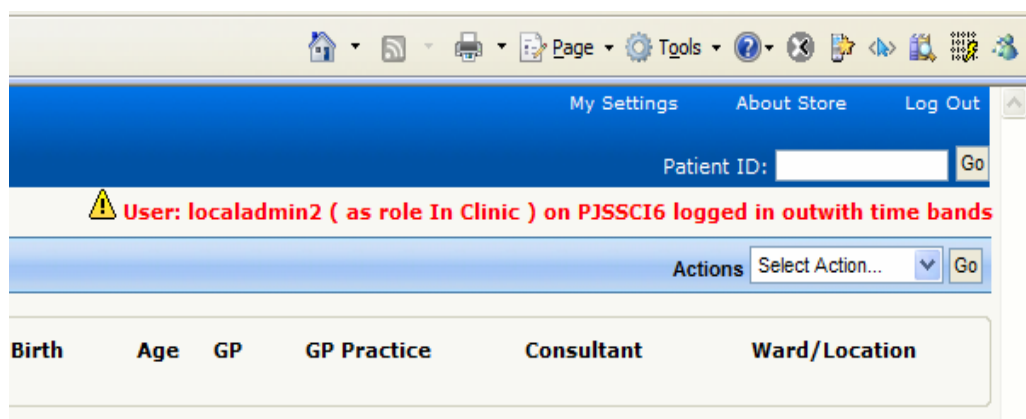 Page Tools
My Settings About Store Log Out
Patient ID: Go
User: localadmin2 ( as role In Clinic ) on PJSSCI6 logged in outwith time bands
Actions Select Action... Go
Birth Age GP GP Practice Consultant Ward/Location